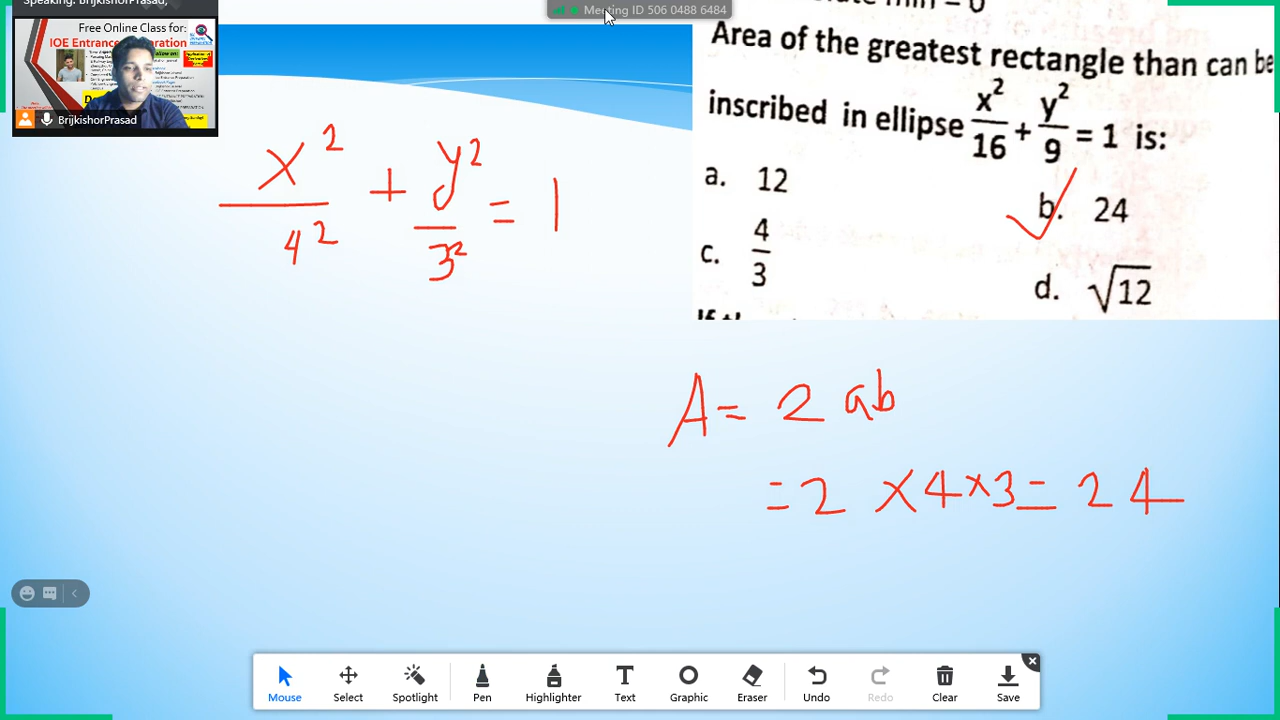 Speaking: BrijkishorPrasad;
Meeting ID 506 0488 6484
Free Online Class for:
BrijkishorPrasad
= 0
Area of the greatest rectangle than can be
inscribed in ellipse x²/16 + y²/9 = 1 is:
a. 12
b. 24
c. 4/3
d. √12
x²/4² + y²/3² = 1
A = 2ab
= 2 × 4 × 3 = 24
Mouse
Select
Spotlight
Pen
Highlighter
Text
Graphic
Eraser
Undo
Redo
Clear
Save